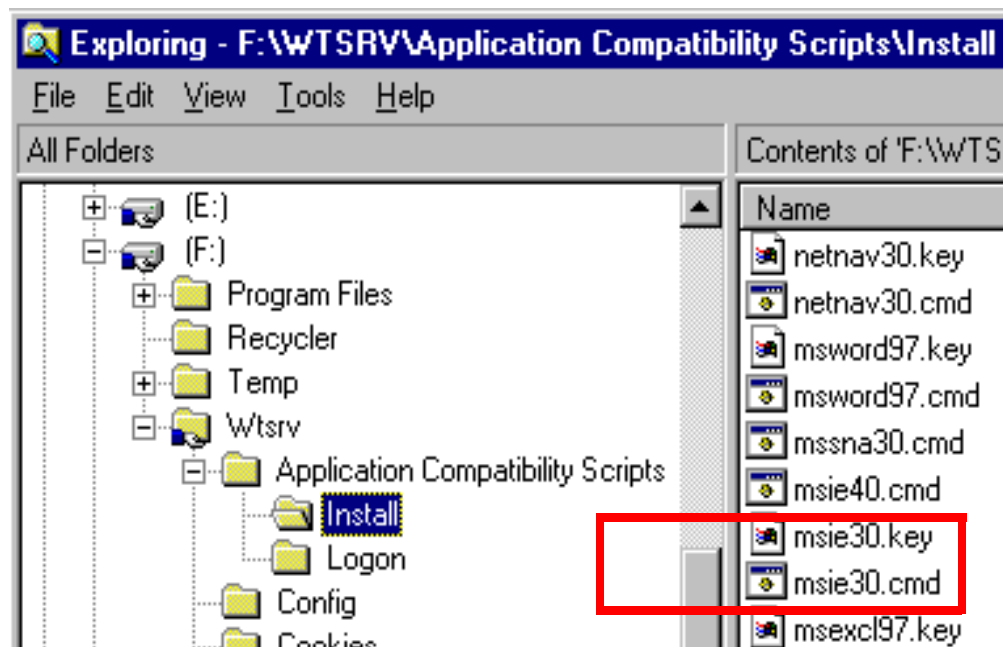 Exploring - F:\WTSRV\Application Compatibility Scripts\Install
File Edit View Tools Help
All Folders
(E:)
(F:)
Program Files
Recycler
Temp
Wtsrv
Application Compatibility Scripts
Install
Logon
Config
Cookies
Contents of 'F:\WTS
Name
netnav30.key
netnav30.cmd
msword97.key
msword97.cmd
mssna30.cmd
msie40.cmd
msie30.key
msie30.cmd
msexcl97.key